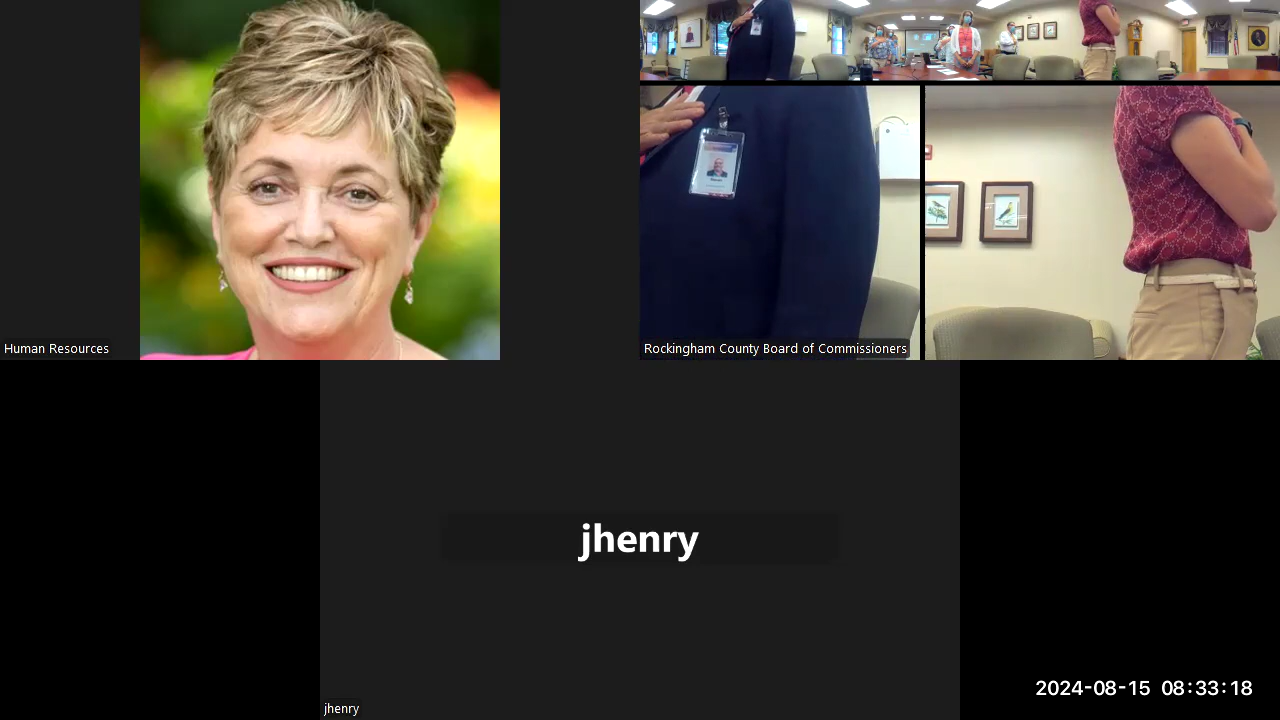 Human Resources
Rockingham County Board of Commissioners
jhenry
jhenry
2024-08-15 08:33:18